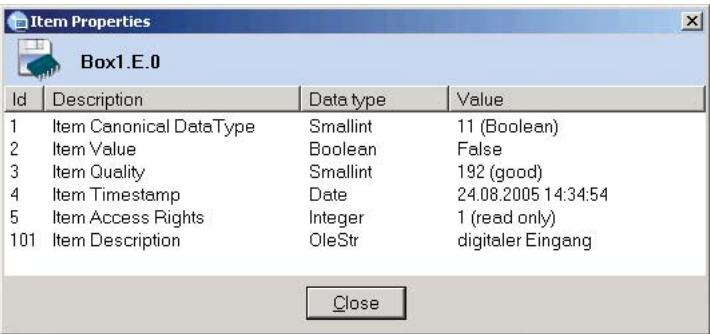 Item Properties
Box1.E.0
Id Description Data type Value
1 Item Canonical DataType Smallint 11 (Boolean)
2 Item Value Boolean False
3 Item Quality Smallint 192 (good)
4 Item Timestamp Date 24.08.2005 14:34:54
5 Item Access Rights Integer 1 (read only)
101 Item Description OleStr digitaler Eingang
Close